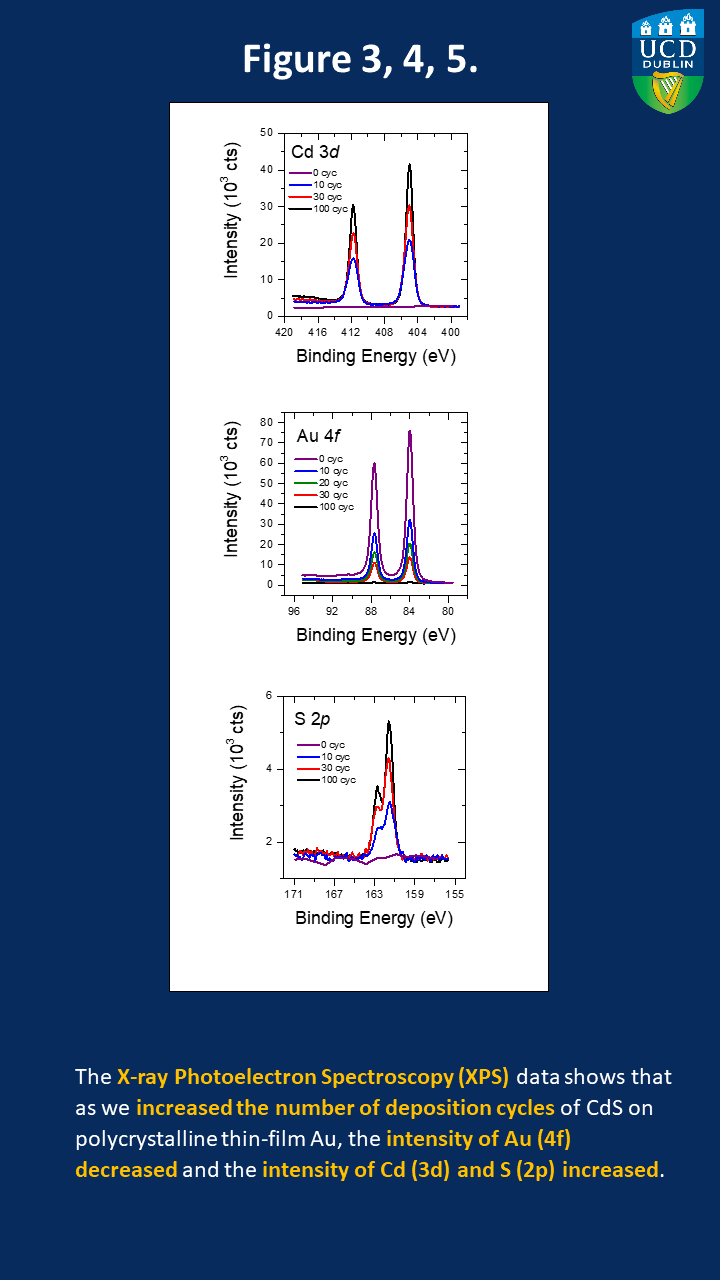 Figure 3, 4, 5.
UCD
DUBLIN
Cd 3d
0 cyc
10 cyc
30 cyc
100 cyc
Intensity (10³ cts)
50
40
30
20
10
0
420 416 412 408 404 400
Binding Energy (eV)
Au 4f
0 cyc
10 cyc
20 cyc
30 cyc
100 cyc
Intensity (10³ cts)
80
70
60
50
40
30
20
10
0
96 92 88 84 80
Binding Energy (eV)
S 2p
0 cyc
10 cyc
30 cyc
100 cyc
Intensity (10³ cts)
6
4
2
171 167 163 159 155
Binding Energy (eV)
The X-ray Photoelectron Spectroscopy (XPS) data shows that
as we increased the number of deposition cycles of CdS on
polycrystalline thin-film Au, the intensity of Au (4f)
decreased and the intensity of Cd (3d) and S (2p) increased.